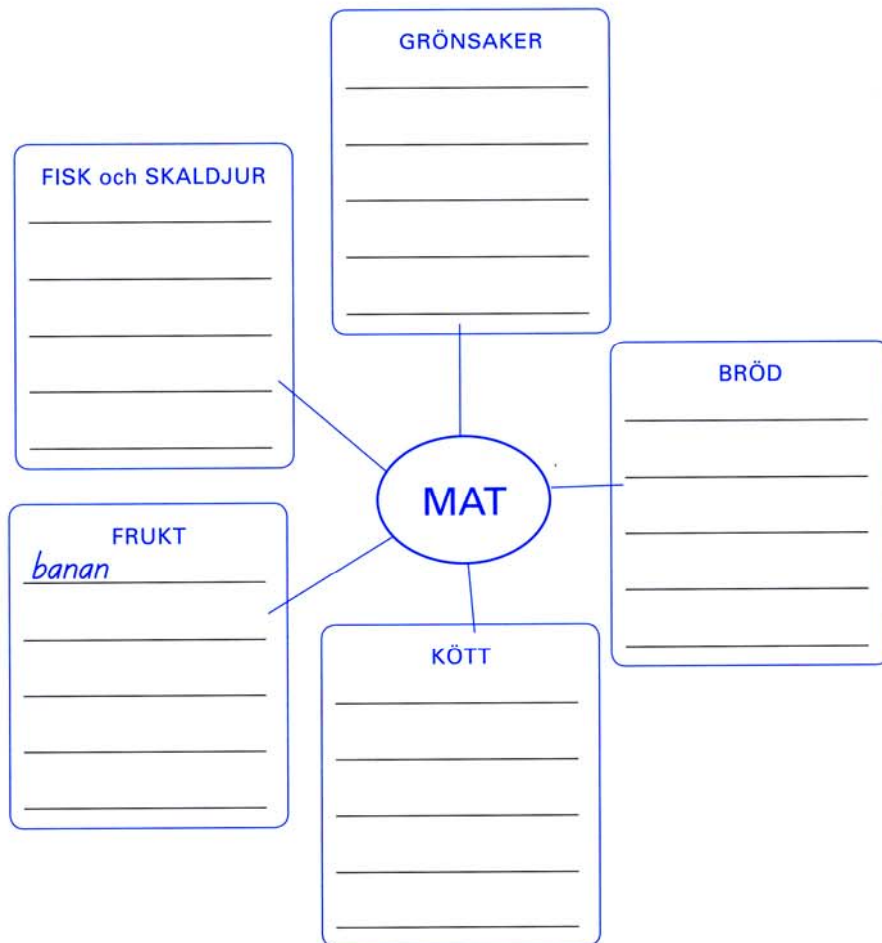 GRÖNSAKER
FISK och SKALDJUR
BRÖD
MAT
FRUKT
banan
KÖTT